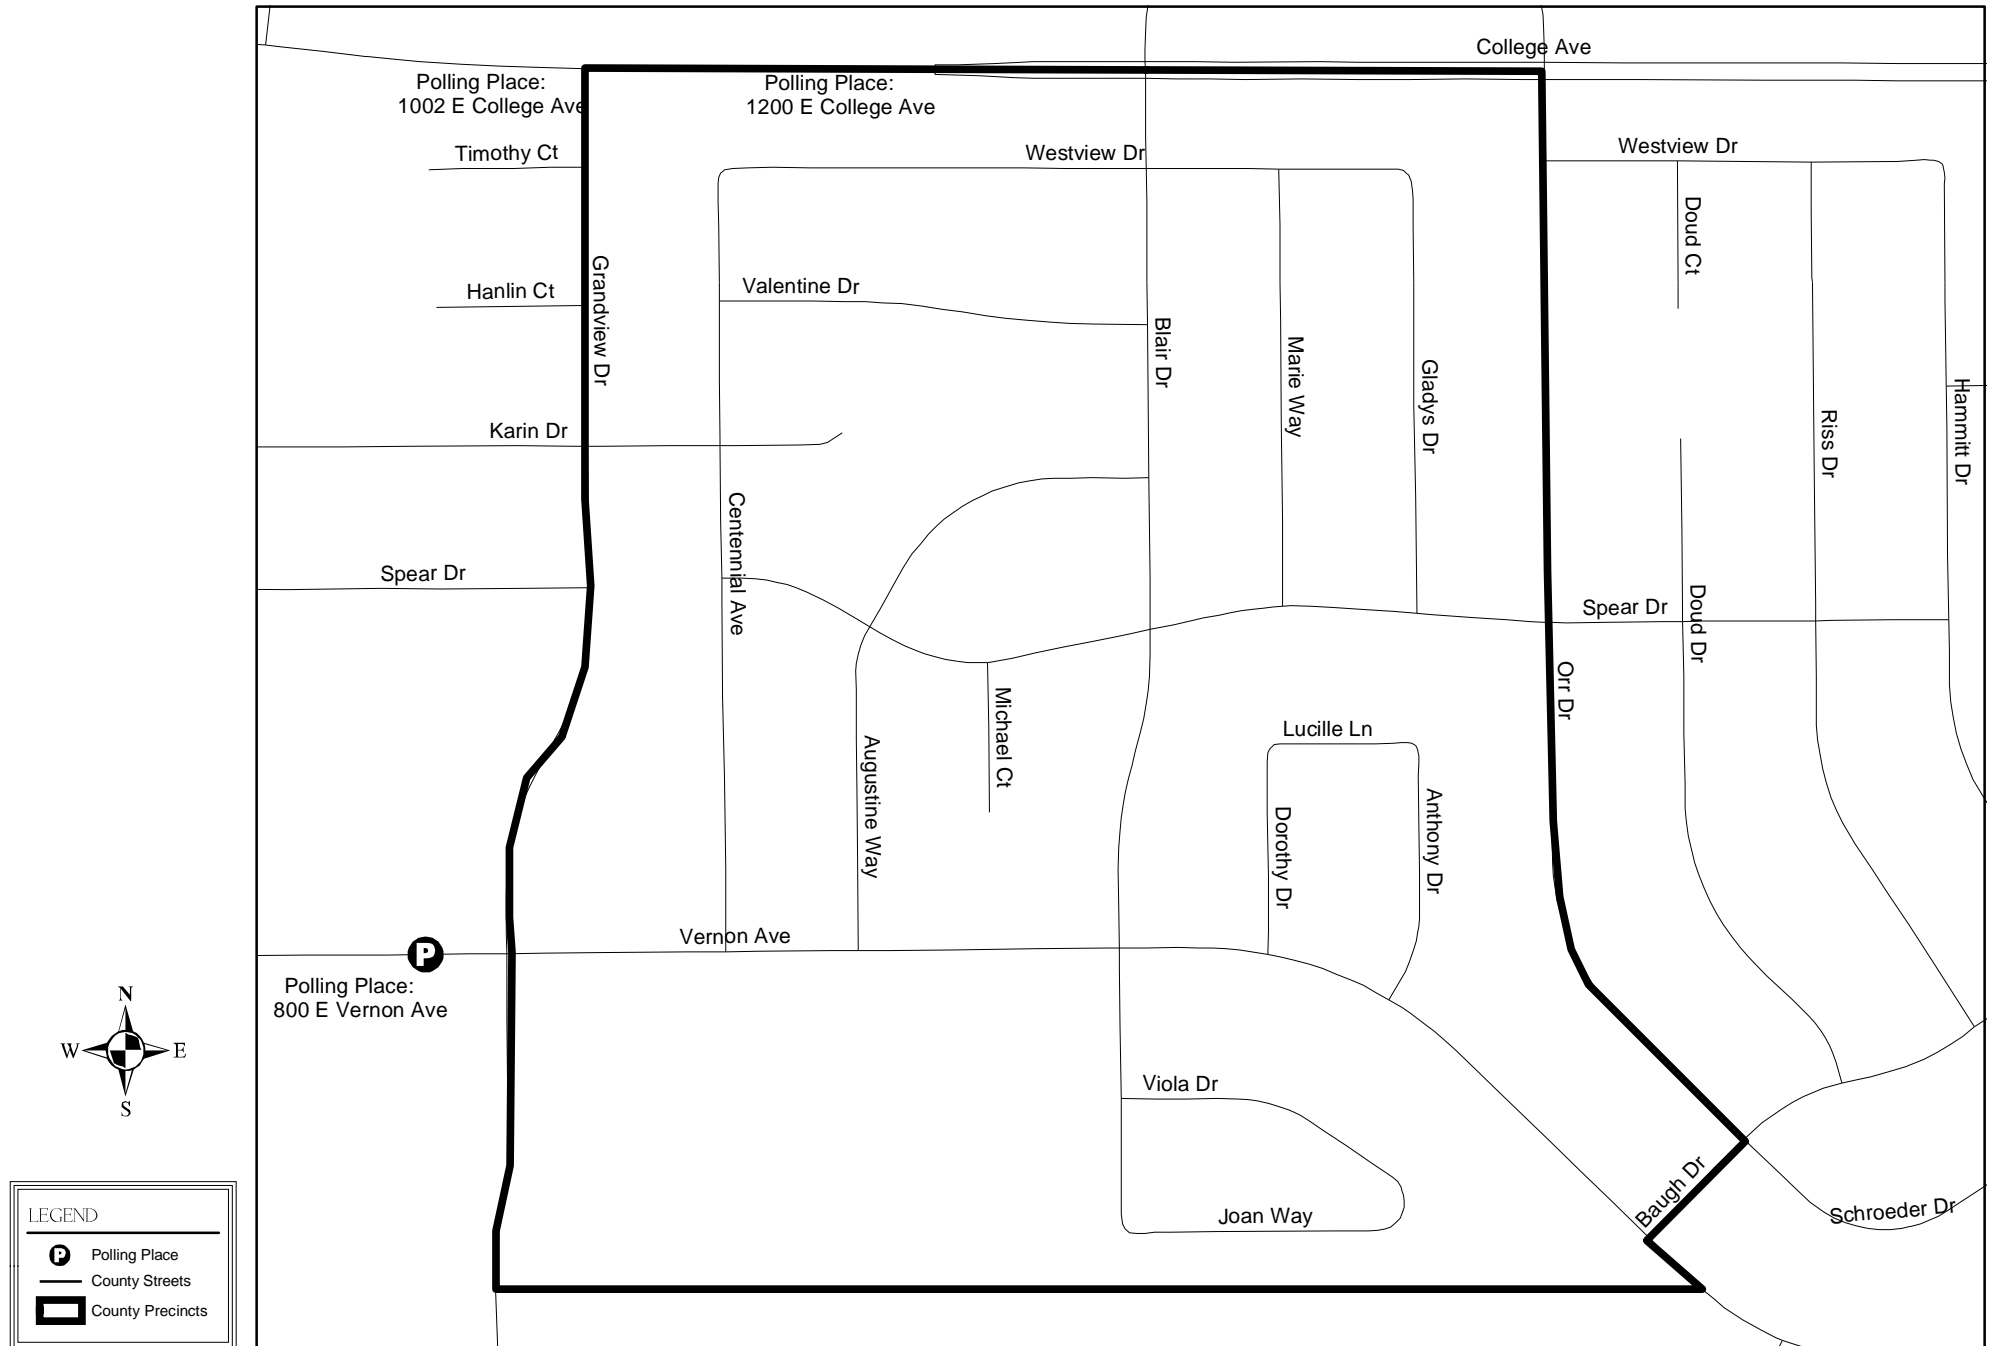 College Ave
Polling Place:
1002 E College Ave
Polling Place:
1200 E College Ave
Timothy Ct
Westview Dr
Westview Dr
Doud Ct
Hanlin Ct
Grandview Dr
Valentine Dr
Blair Dr
Marie Way
Gladys Dr
Riss Dr
Hammitt Dr
Karin Dr
Centennial Ave
Spear Dr
Spear Dr
Doud Dr
Orr Dr
Michael Ct
Augustine Way
Lucille Ln
Dorothy Dr
Anthony Dr
Vernon Ave
P
Polling Place:
800 E Vernon Ave
N
W E
S
Viola Dr
Joan Way
Baugh Dr
Schroeder Dr
LEGEND
P Polling Place
County Streets
County Precincts